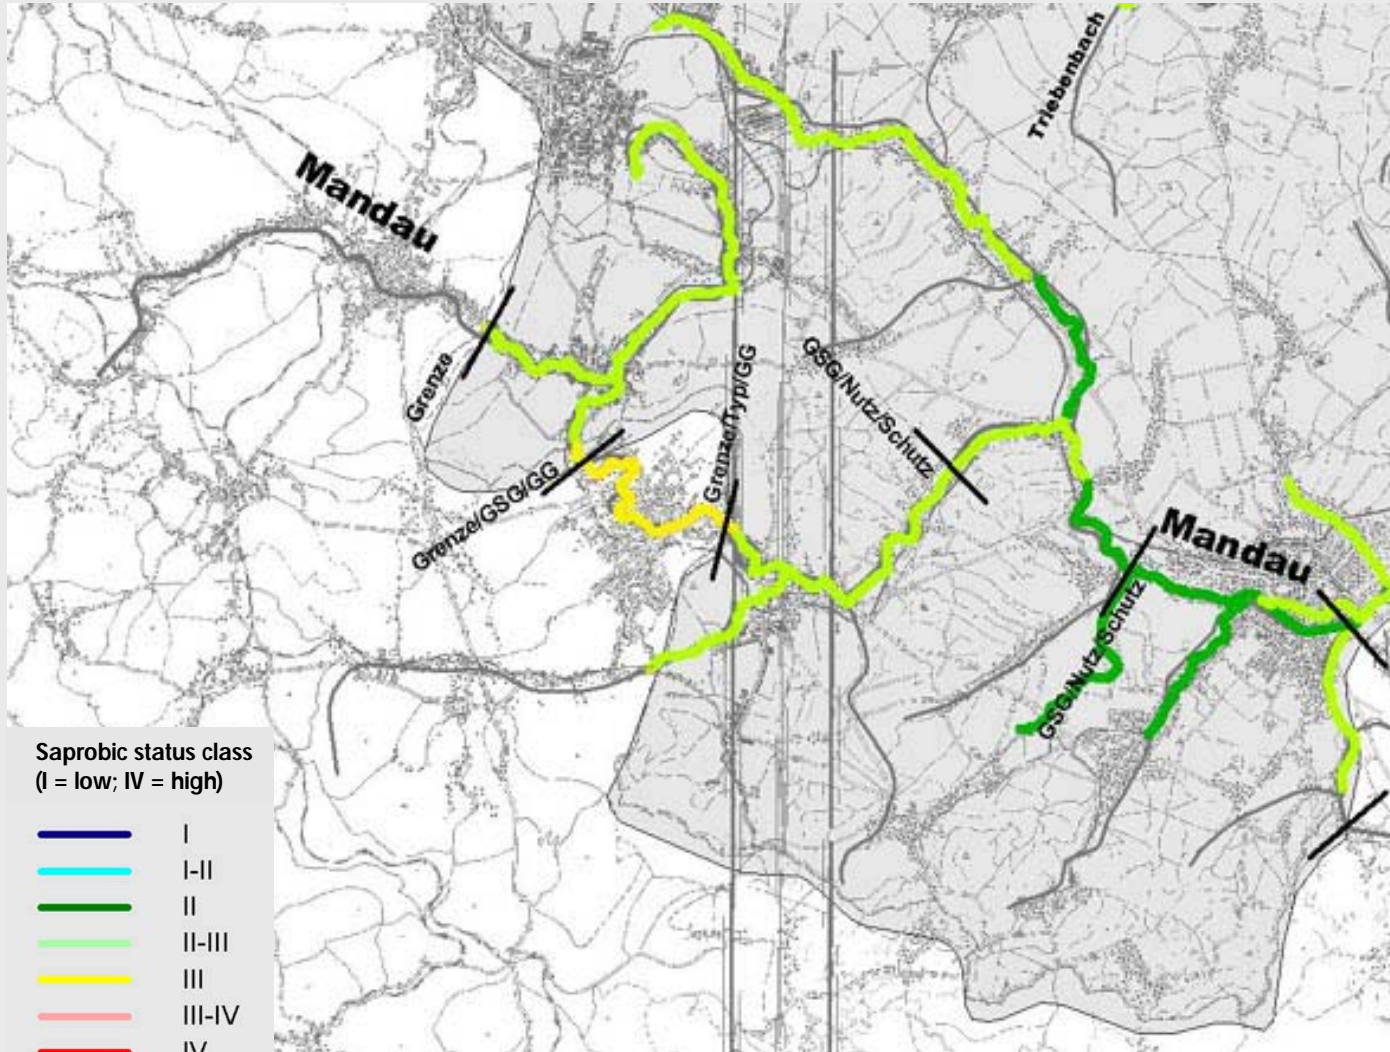 Triebenbach
Mandau
Grenze
Grenze/GSG/GG
Grenze/Typ/GG
GSG/Nutz/Schutz
Mandau
GSG/Nutz/Schutz
Saprobic status class
(I = low; IV = high)
I
I-II
II
II-III
III
III-IV
IV